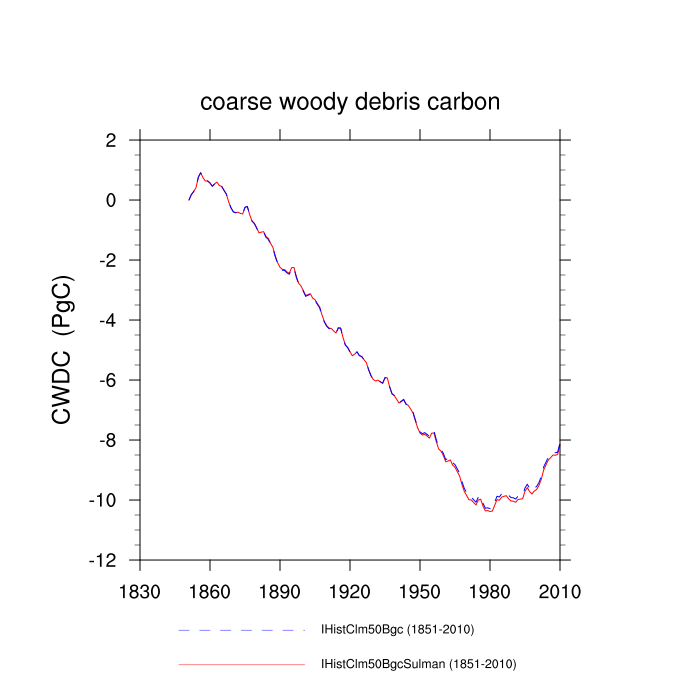 coarse woody debris carbon
2
0
-2
-4
-6
-8
-10
-12
CWDC (PgC)
1830 1860 1890 1920 1950 1980 2010
IHistClm50Bgc (1851-2010)
IHistClm50BgcSulman (1851-2010)